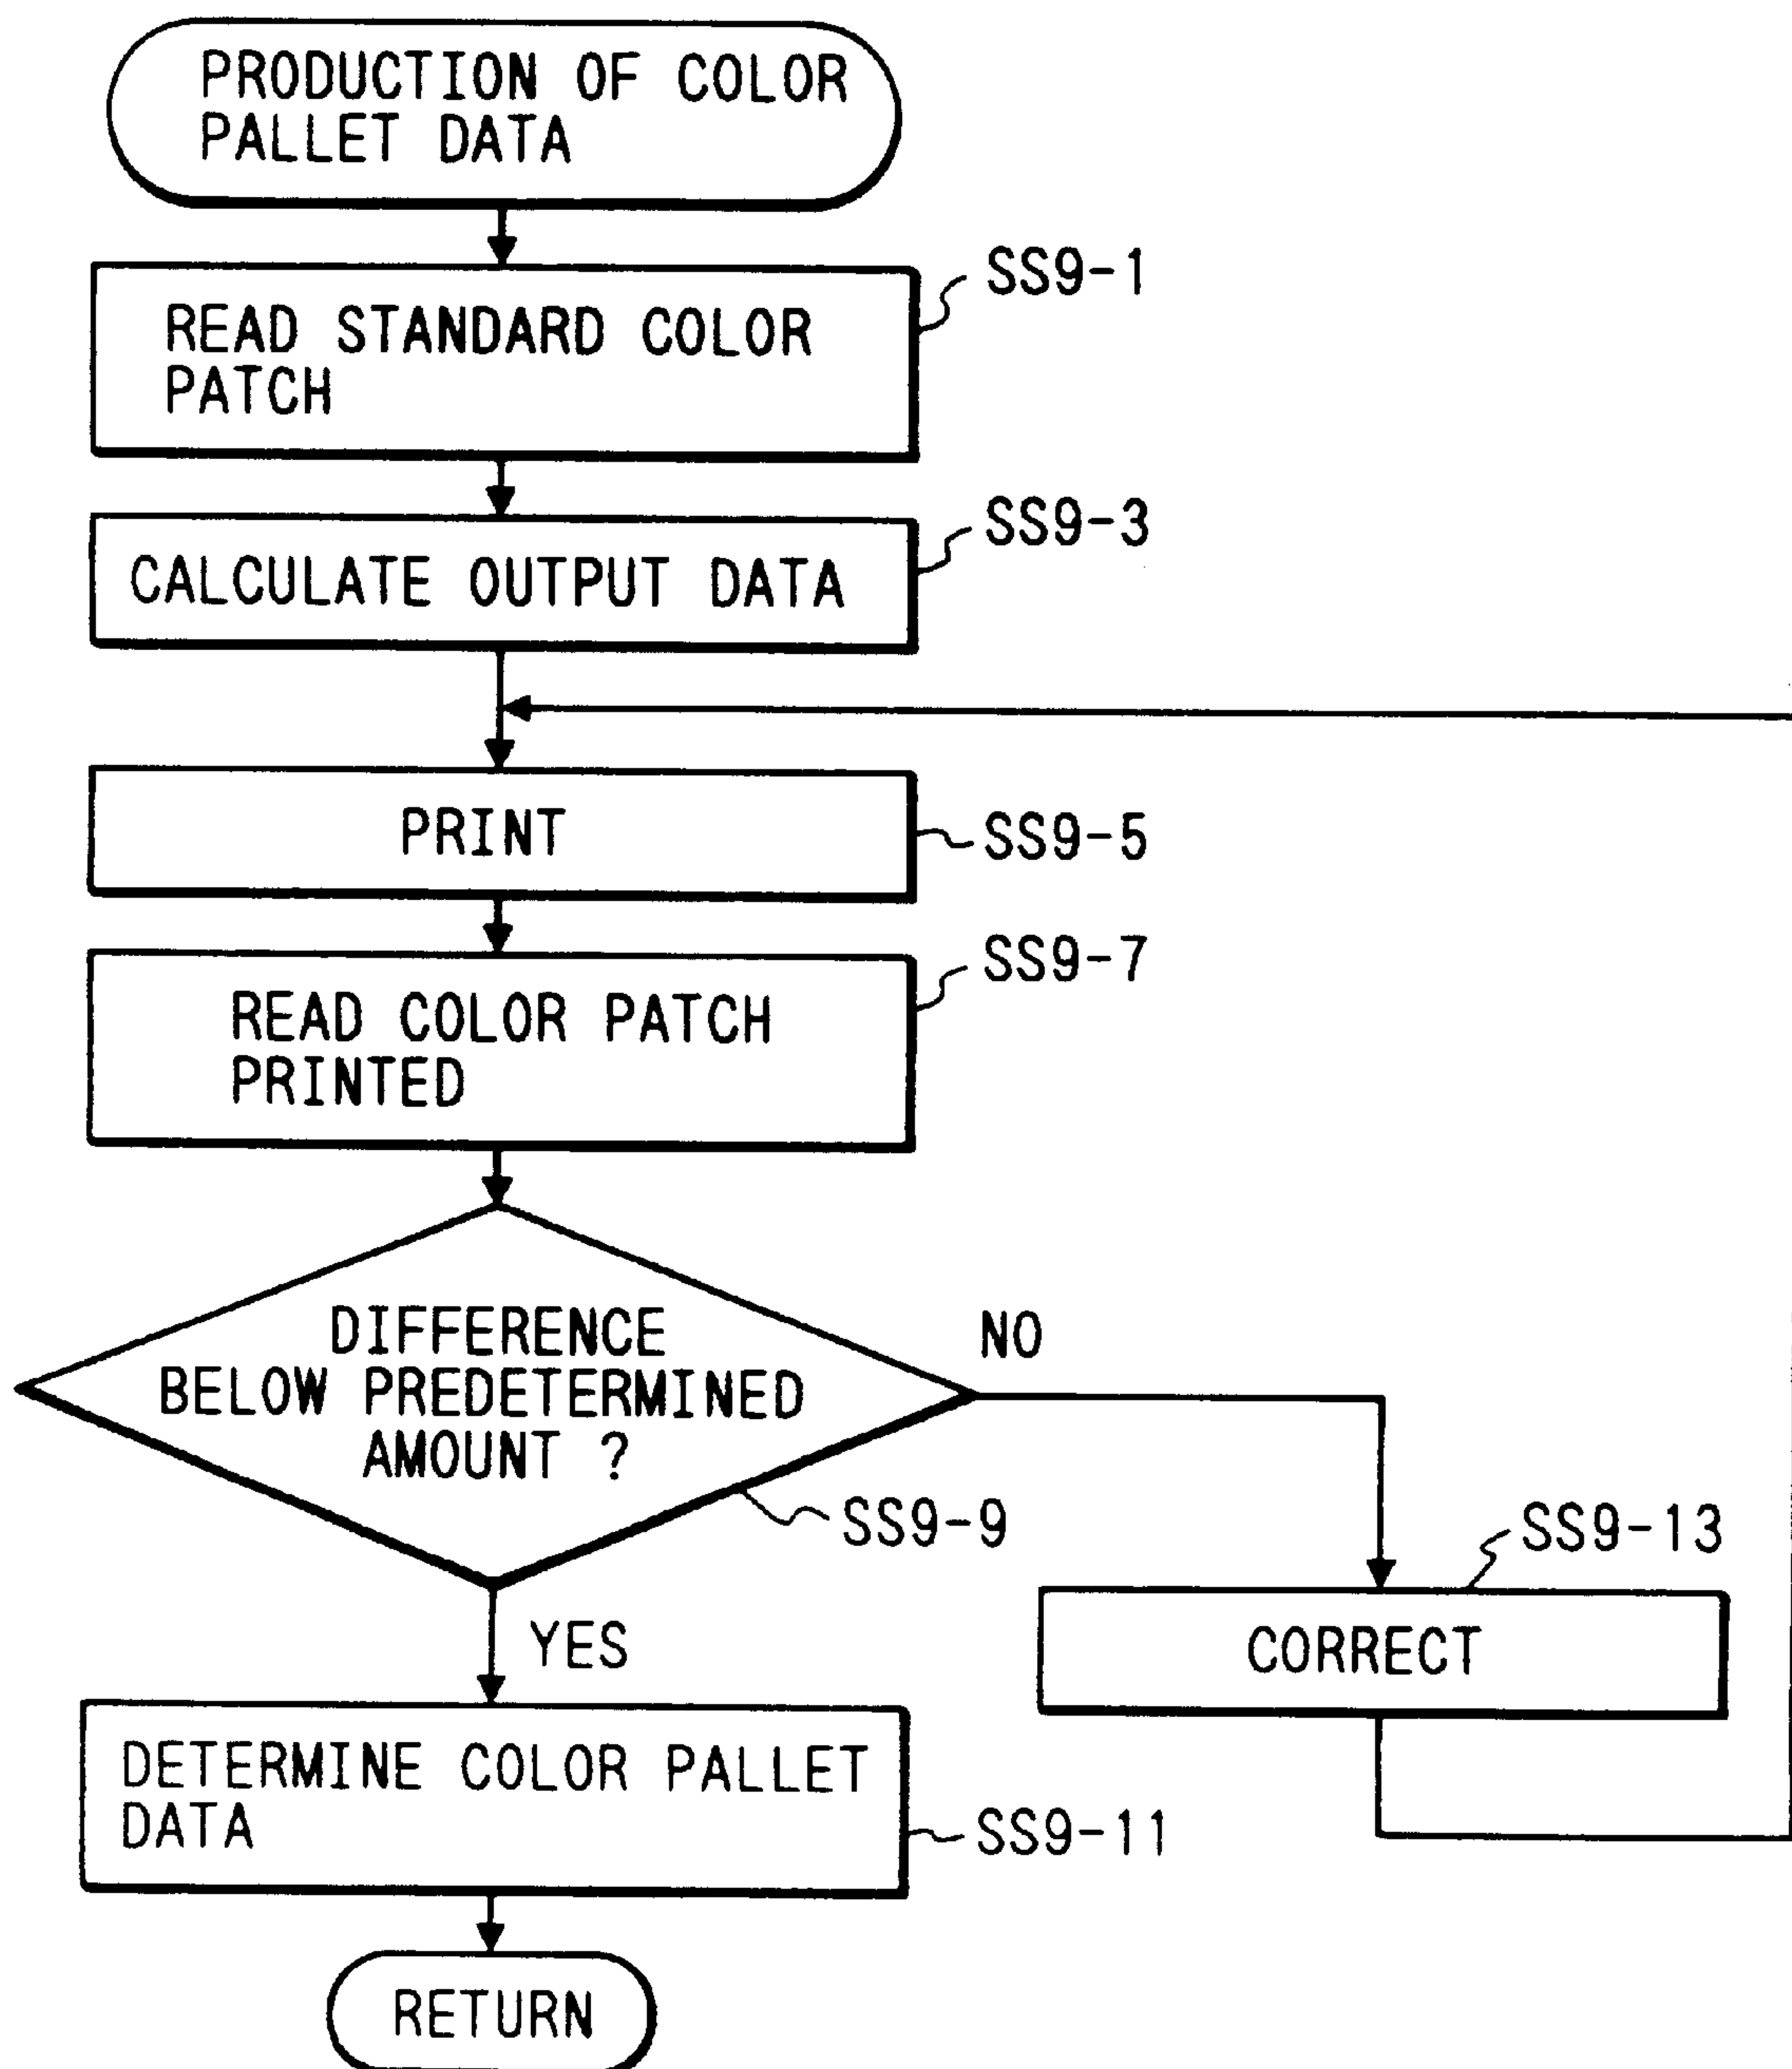 PRODUCTION OF COLOR
PALLET DATA
SS9-1
READ STANDARD COLOR
PATCH
SS9-3
CALCULATE OUTPUT DATA
PRINT
SS9-5
SS9-7
READ COLOR PATCH
PRINTED
DIFFERENCE
BELOW PREDETERMINED
AMOUNT ?
NO
SS9-9
SS9-13
YES
CORRECT
DETERMINE COLOR PALLET
DATA
SS9-11
RETURN